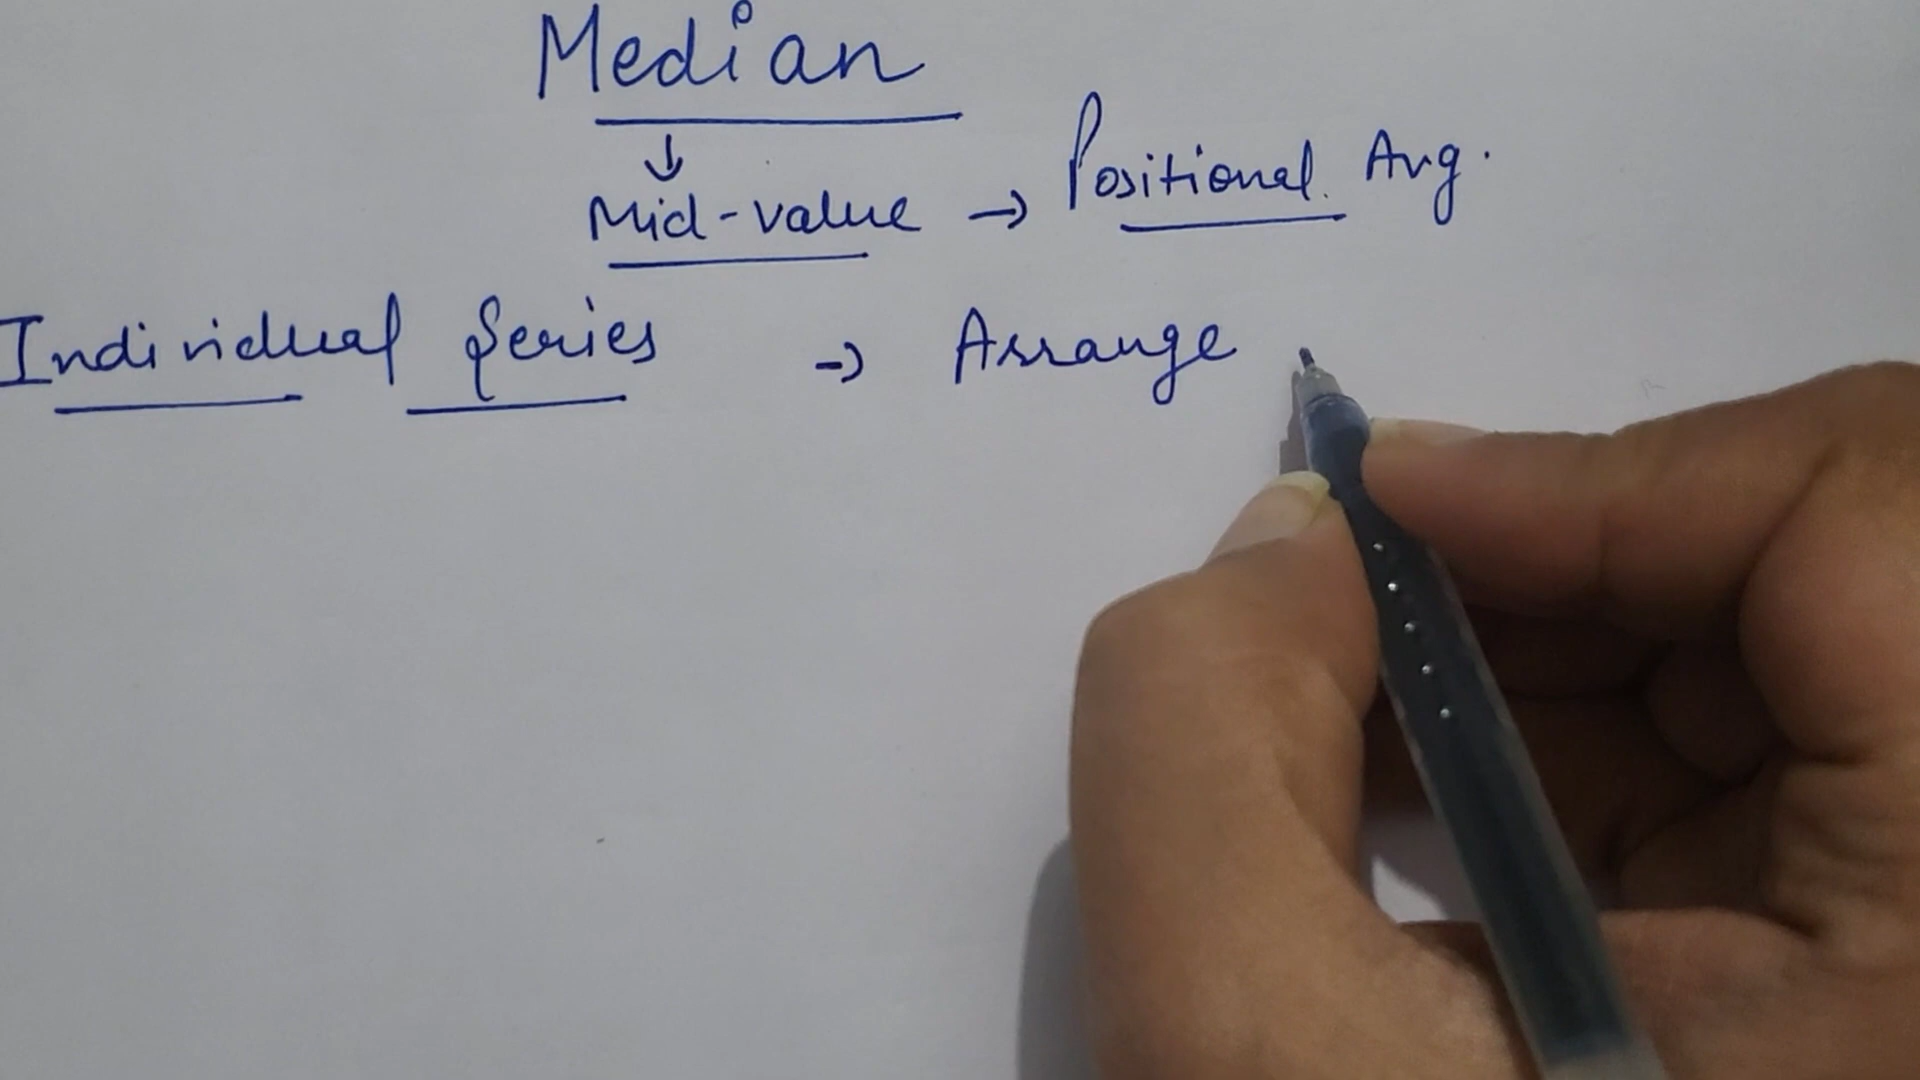 Median
↓
Mid-value → Positional Avg.
Individual Series → Arrange